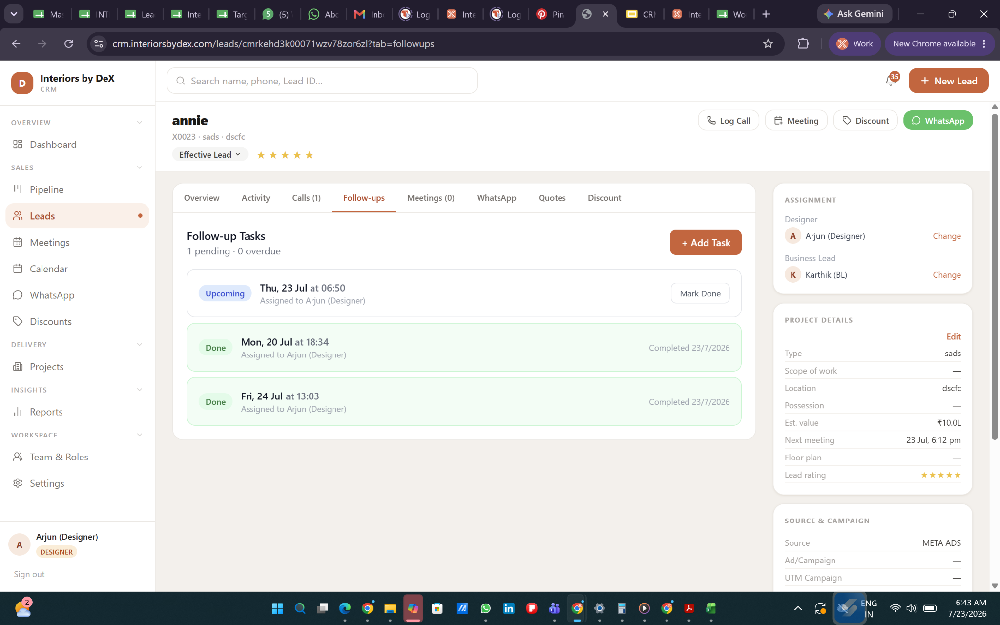 Mas
INT
Lea
Inte
Targ
5
(5)
Abc
Inb
Log
Inte
Log
Pin
CR
Inte
Wo
Ask Gemini
crm.interiorsbydex.com/leads/cmrkehd3k00071wzv78zor6zl?tab=followups
Work
New Chrome available
D
Interiors by DeX
CRM
Search name, phone, Lead ID...
35
+ New Lead
OVERVIEW
Dashboard
SALES
Pipeline
Leads
Meetings
Calendar
WhatsApp
Discounts
DELIVERY
Projects
INSIGHTS
Reports
WORKSPACE
Team & Roles
Settings
A
Arjun (Designer)
DESIGNER
Sign out
annie
X0023 · sads · dscfc
Effective Lead
Log Call
Meeting
Discount
WhatsApp
Overview
Activity
Calls (1)
Follow-ups
Meetings (0)
WhatsApp
Quotes
Discount
Follow-up Tasks
1 pending · 0 overdue
+ Add Task
Upcoming
Thu, 23 Jul at 06:50
Assigned to Arjun (Designer)
Mark Done
Done
Mon, 20 Jul at 18:34
Assigned to Arjun (Designer)
Completed 23/7/2026
Done
Fri, 24 Jul at 13:03
Assigned to Arjun (Designer)
Completed 23/7/2026
ASSIGNMENT
Designer
A
Arjun (Designer)
Change
Business Lead
K
Karthik (BL)
Change
PROJECT DETAILS
Edit
Type
sads
Scope of work
—
Location
dscfc
Possession
—
Est. value
₹10.0L
Next meeting
23 Jul, 6:12 pm
Floor plan
—
Lead rating
SOURCE & CAMPAIGN
Source
META ADS
Ad/Campaign
—
UTM Campaign
—
2
ENG
IN
6:43 AM
7/23/2026